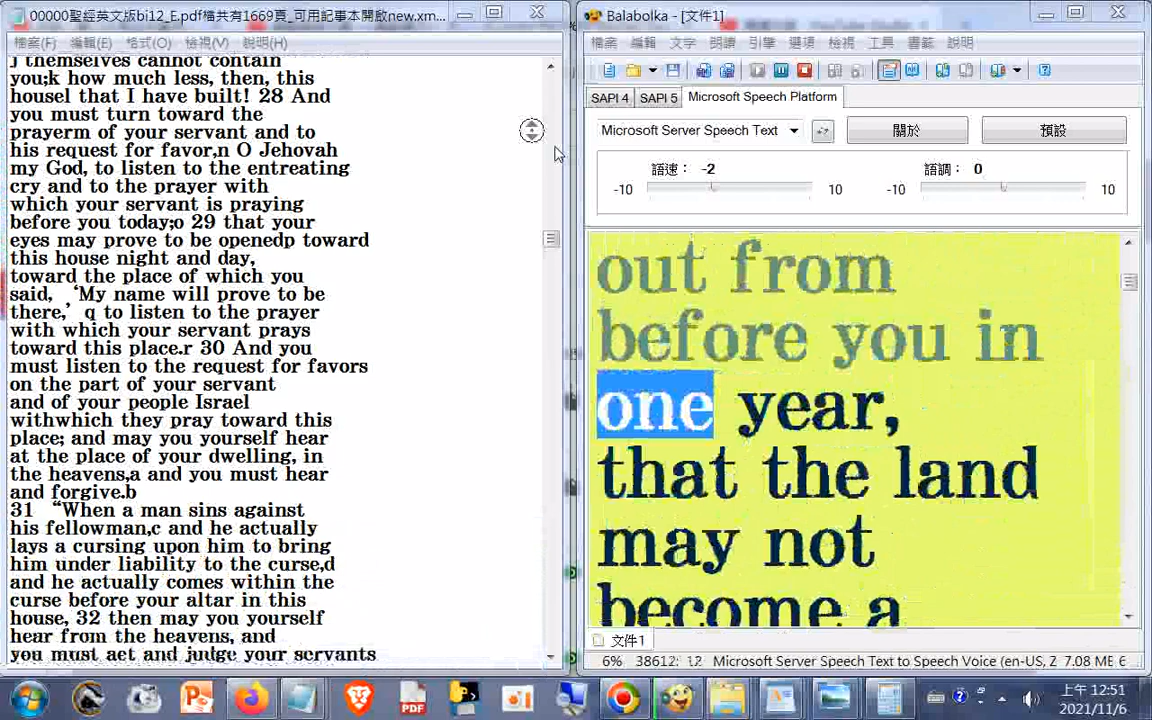 00000聖經英文版bi12_E.pdf檔共有1669頁_可用記事本開啟new.xm...
檔案(F) 編輯(E) 格式(O) 檢視(V) 說明(H)
J themselves cannot contain
you;k how much less, then, this
housel that I have built! 28 And
you must turn toward the
prayerm of your servant and to
his request for favor,n O Jehovah
my God, to listen to the entreating
cry and to the prayer with
which your servant is praying
before you today;o 29 that your
eyes may prove to be openedp toward
this house night and day,
toward the place of which you
said, ‘My name will prove to be
there,’ q to listen to the prayer
with which your servant prays
toward this place.r 30 And you
must listen to the request for favors
on the part of your servant
and of your people Israel
withwhich they pray toward this
place; and may you yourself hear
at the place of your dwelling, in
the heavens,a and you must hear
and forgive.b
31 “When a man sins against
his fellowman,c and he actually
lays a cursing upon him to bring
him under liability to the curse,d
and he actually comes within the
curse before your altar in this
house, 32 then may you yourself
hear from the heavens, and
you must act and judge your servants
Balabolka - [文件1]
檔案 編輯 文字 朗讀 引擎 選項 檢視 工具 書籤 說明
SAPI 4 SAPI 5 Microsoft Speech Platform
Microsoft Server Speech Text 關於 預設
語速： -2 語調： 0
-10 10 -10 10
out from
before you in
one year,
that the land
may not
become a
文件1
6% 38612: 12 Microsoft Server Speech Text to Speech Voice (en-US, Z 7.08 MB 6
上午 12:51
2021/11/6